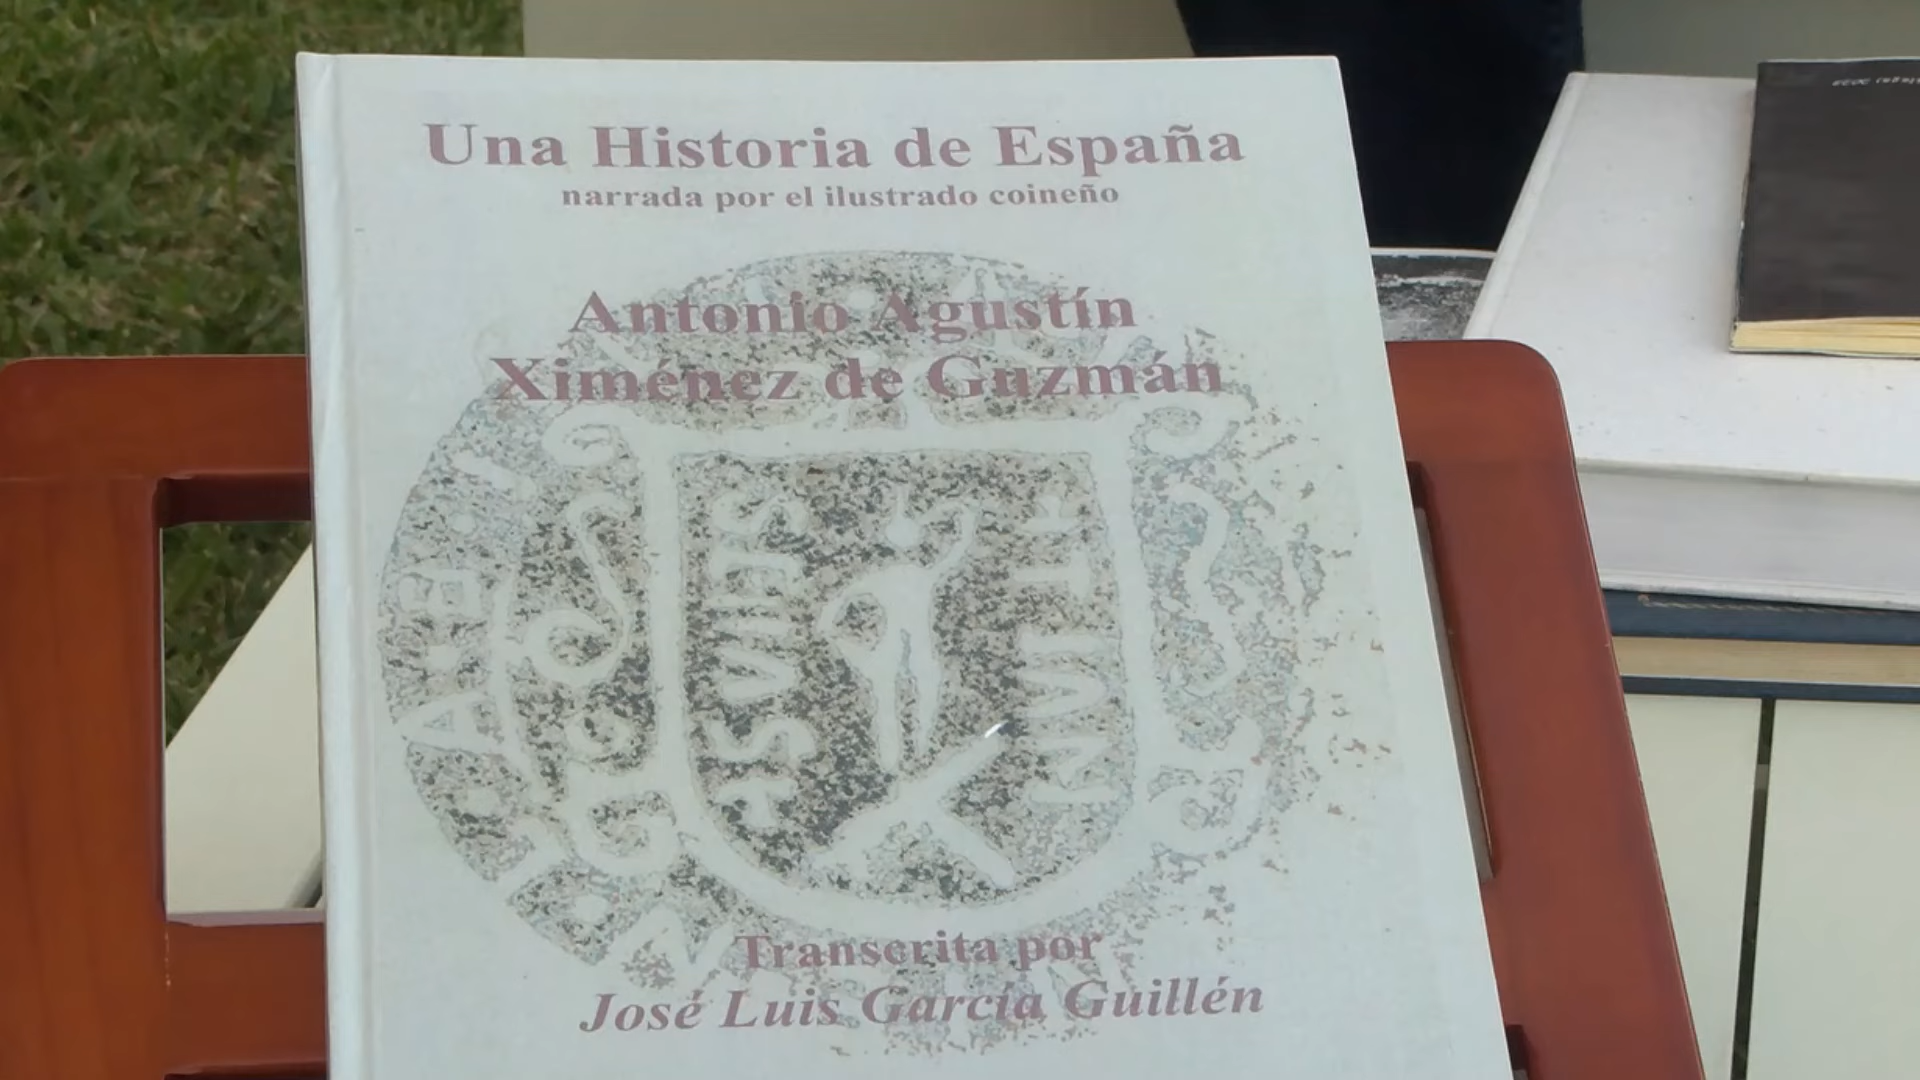 Una Historia de España
narrada por el ilustrado coineño
Antonio Agustín
Ximénez de Guzmán
Transcrita por
José Luis García Guillén